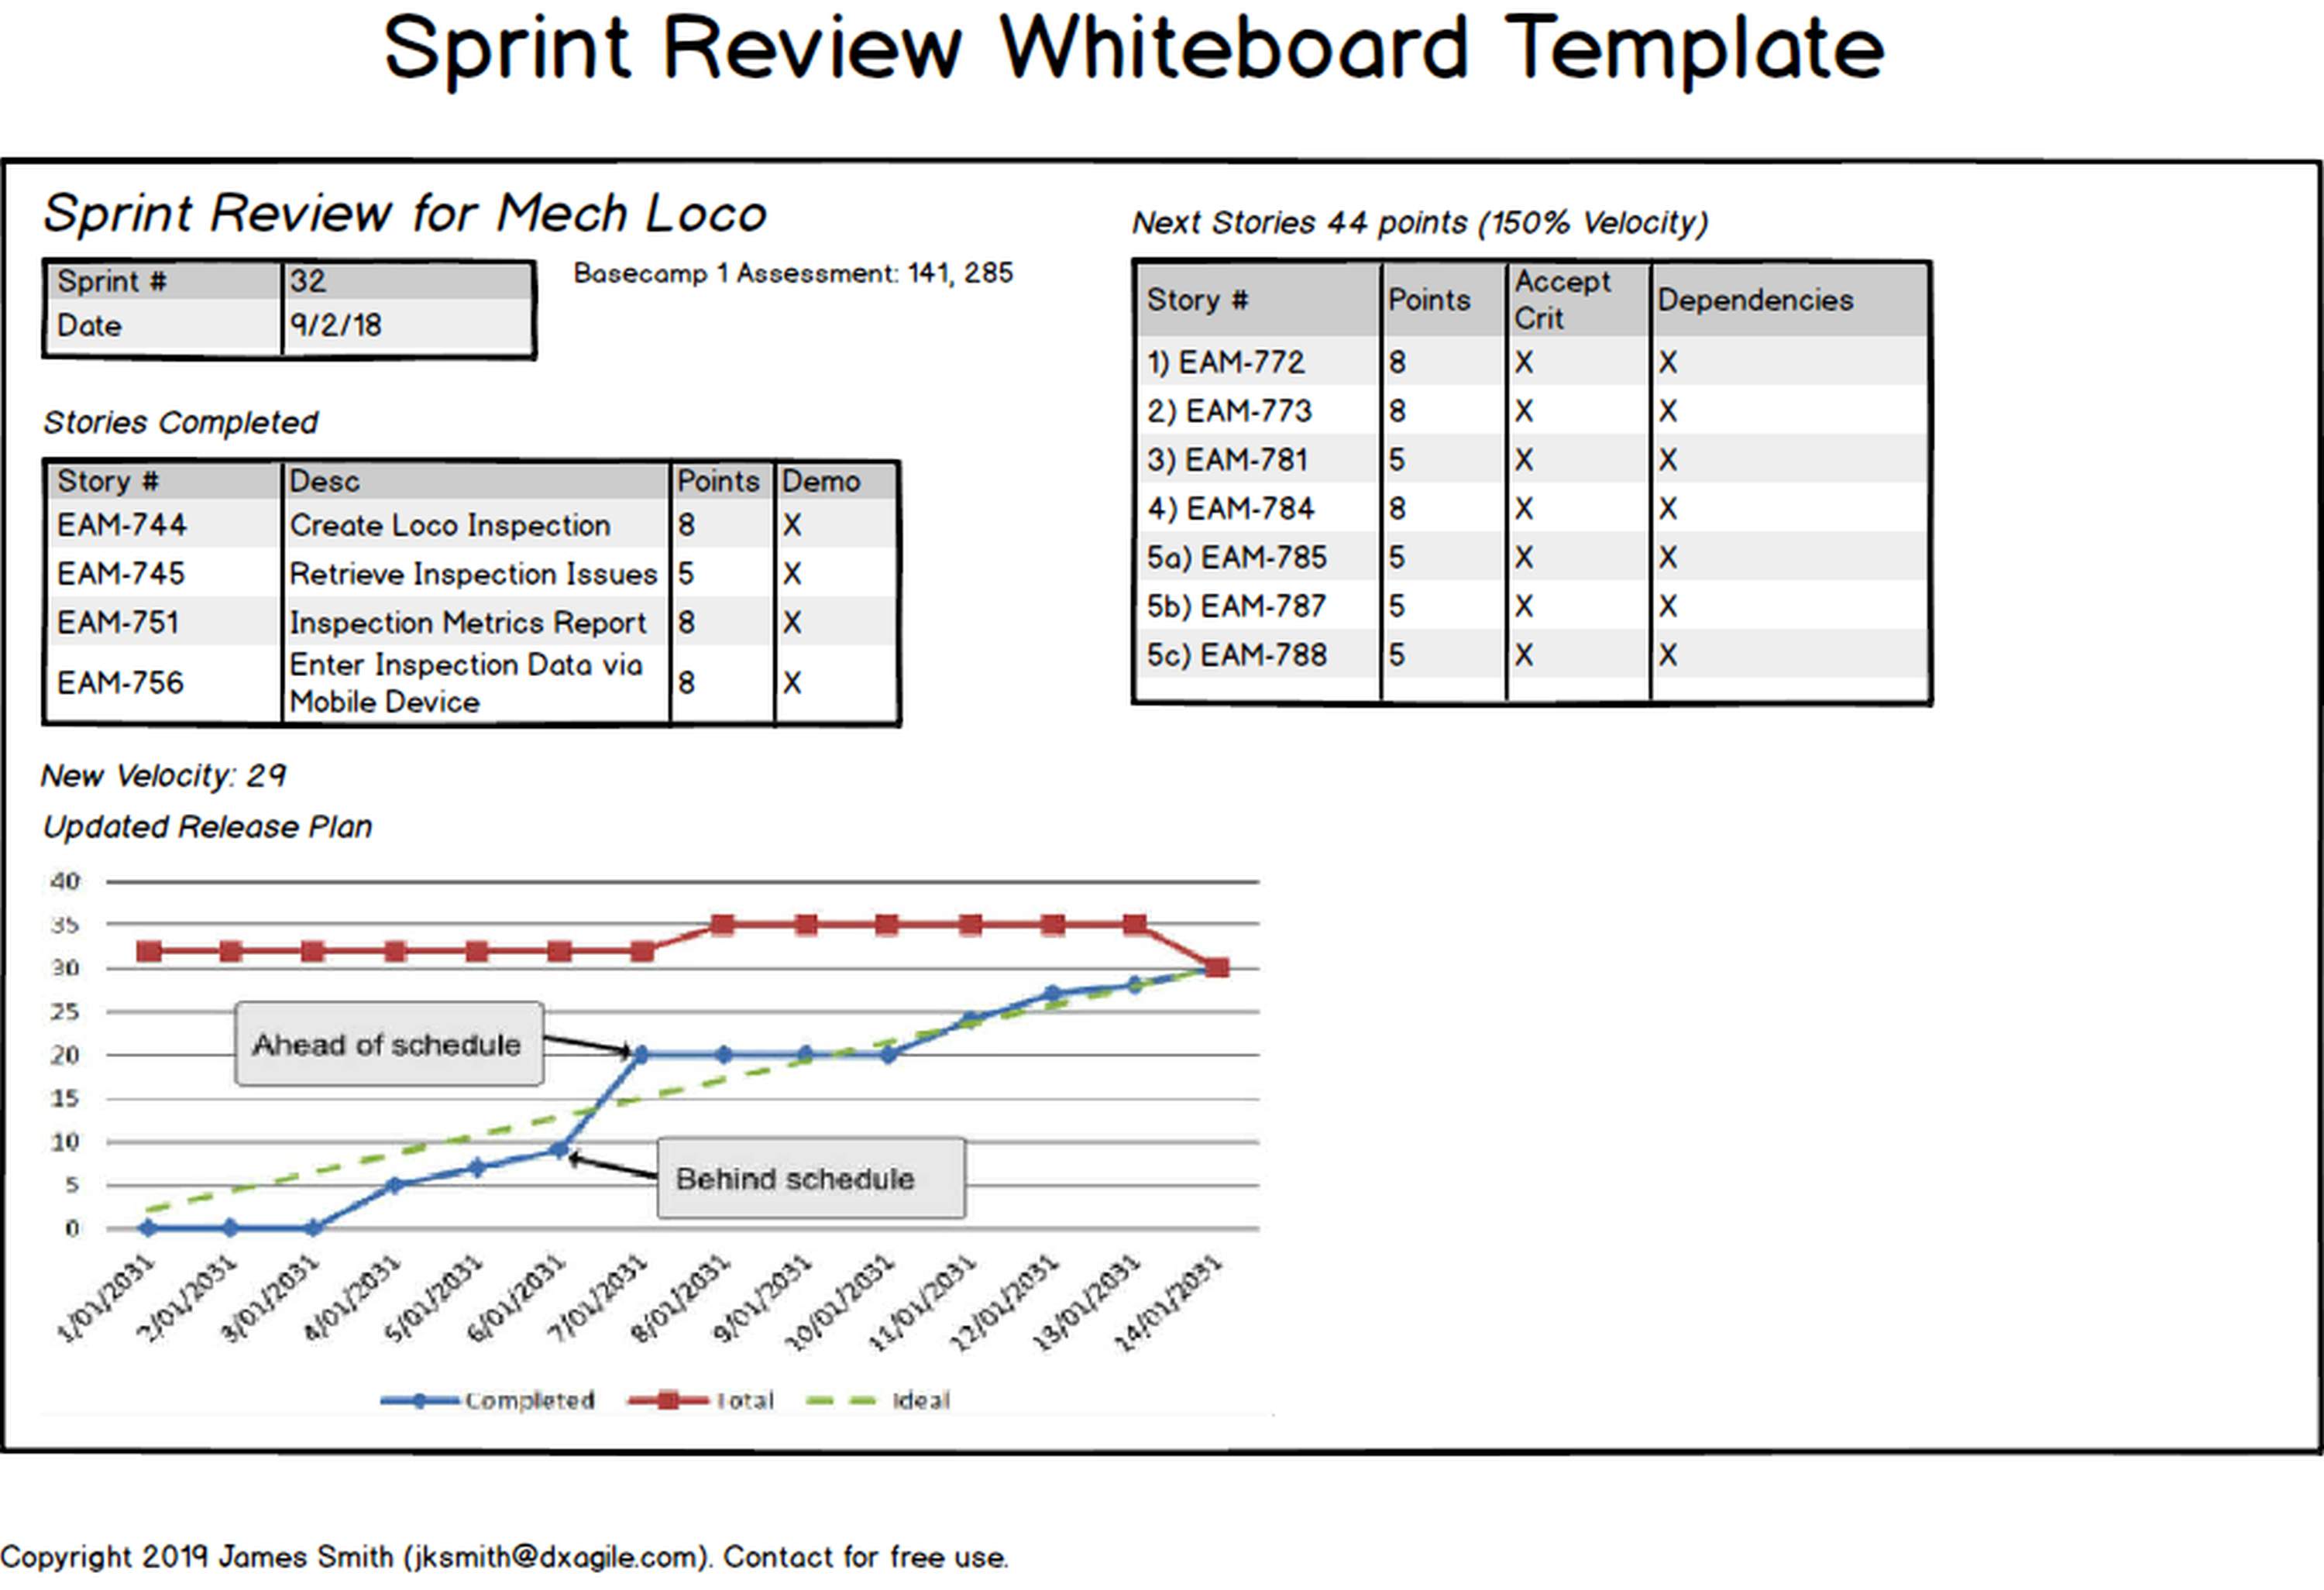 Sprint Review Whiteboard Template
Sprint Review for Mech Loco
Sprint # 32
Date 9/2/18
Basecamp 1 Assessment: 141, 285
Stories Completed
Story # Desc Points Demo
EAM-744 Create Loco Inspection 8 X
EAM-745 Retrieve Inspection Issues 5 X
EAM-751 Inspection Metrics Report 8 X
EAM-756 Enter Inspection Data via Mobile Device 8 X
New Velocity: 29
Updated Release Plan
40
35
30
25
20
15
10
5
0
Ahead of schedule
Behind schedule
1/01/2031
2/01/2031
3/01/2031
4/01/2031
5/01/2031
6/01/2031
7/01/2031
8/01/2031
9/01/2031
10/01/2031
11/01/2031
12/01/2031
13/01/2031
14/01/2031
Completed Total Ideal
Next Stories 44 points (150% Velocity)
Story # Points Accept Crit Dependencies
1) EAM-772 8 X X
2) EAM-773 8 X X
3) EAM-781 5 X X
4) EAM-784 8 X X
5a) EAM-785 5 X X
5b) EAM-787 5 X X
5c) EAM-788 5 X X
Copyright 2019 James Smith (jksmith@dxagile.com). Contact for free use.